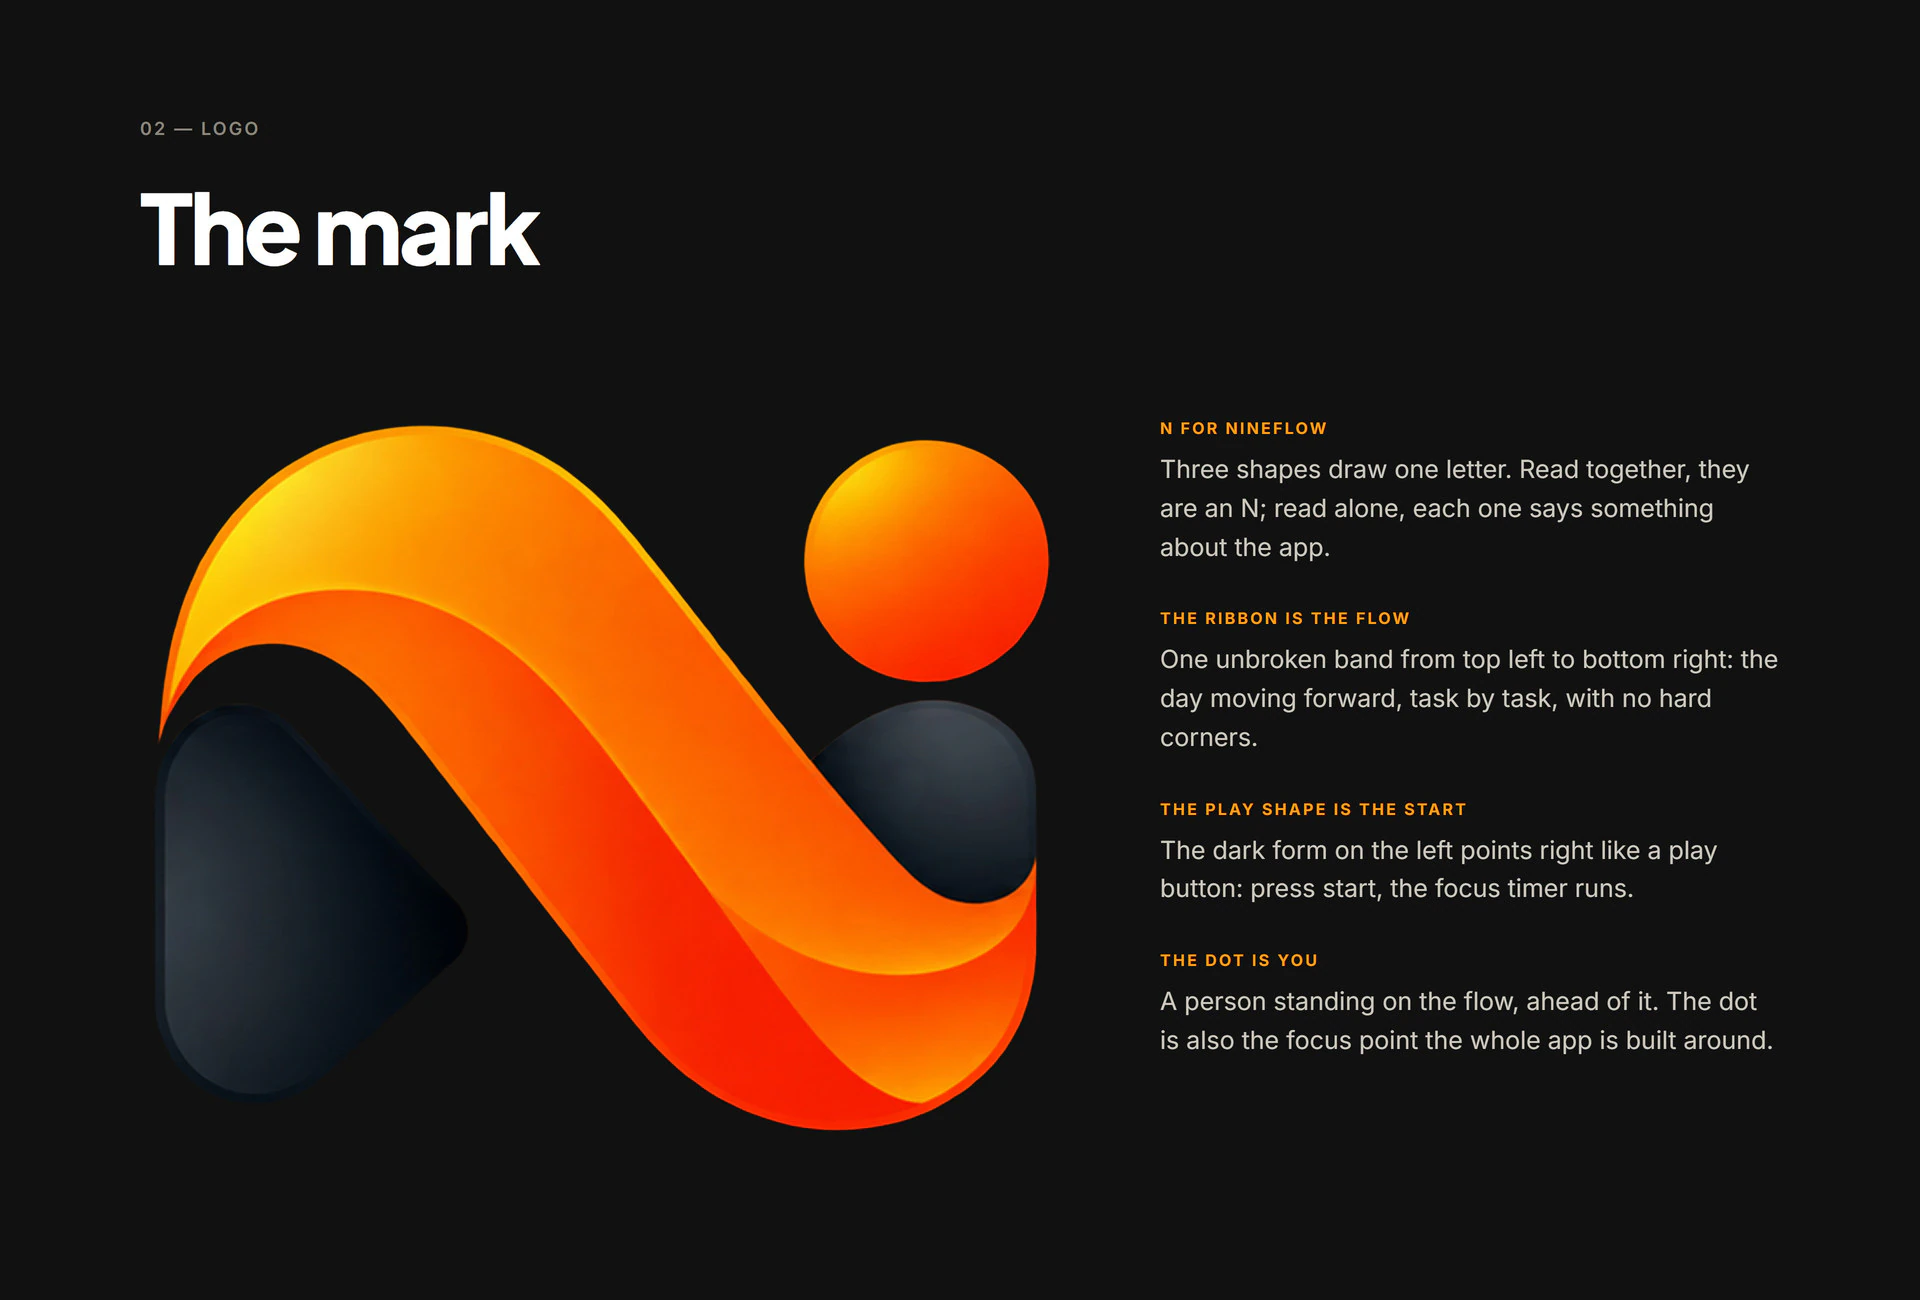 02 — LOGO
The mark
N FOR NINEFLOW
Three shapes draw one letter. Read together, they
are an N; read alone, each one says something
about the app.
THE RIBBON IS THE FLOW
One unbroken band from top left to bottom right: the
day moving forward, task by task, with no hard
corners.
THE PLAY SHAPE IS THE START
The dark form on the left points right like a play
button: press start, the focus timer runs.
THE DOT IS YOU
A person standing on the flow, ahead of it. The dot
is also the focus point the whole app is built around.